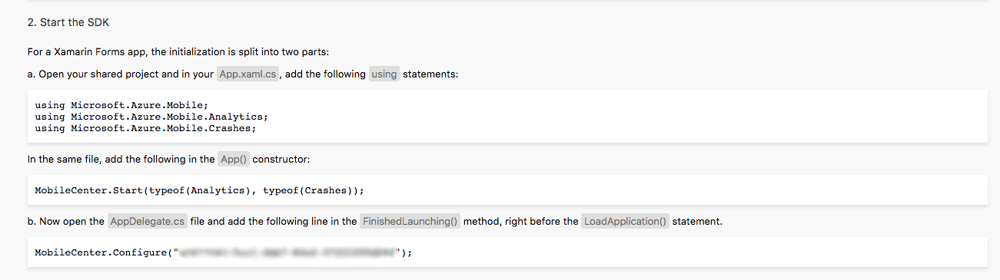 2. Start the SDK
For a Xamarin Forms app, the initialization is split into two parts:
a. Open your shared project and in your App.xaml.cs , add the following using statements:
using Microsoft.Azure.Mobile;
using Microsoft.Azure.Mobile.Analytics;
using Microsoft.Azure.Mobile.Crashes;
In the same file, add the following in the App() constructor:
MobileCenter.Start(typeof(Analytics), typeof(Crashes));
b. Now open the AppDelegate.cs file and add the following line in the FinishedLaunching() method, right before the LoadApplication() statement.
MobileCenter.Configure("");